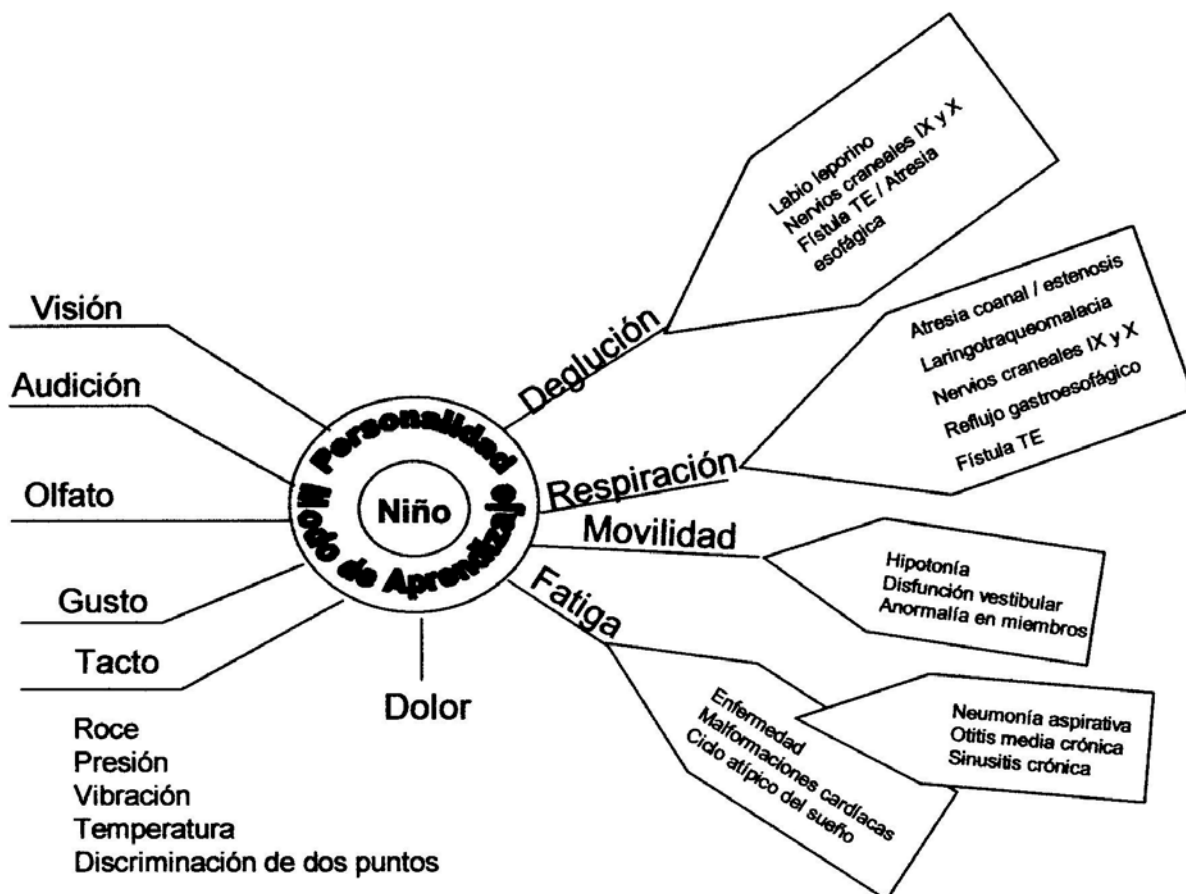 Visión
Audición
Olfato
Gusto
Tacto
Roce
Presión
Vibración
Temperatura
Discriminación de dos puntos
Niño
Personalidad
Modo de Aprendizaje
Dolor
Deglución
Labio leporino
Nervios craneales IX y X
Fístula TE / Atresia
esofágica
Respiración
Atresia coanal / estenosis
Laringotraqueomalacia
Nervios craneales IX y X
Reflujo gastroesofágico
Fístula TE
Movilidad
Hipotonía
Disfunción vestibular
Anormalía en miembros
Fatiga
Enfermedad
Malformaciones cardíacas
Ciclo atípico del sueño
Neumonía aspirativa
Otitis media crónica
Sinusitis crónica